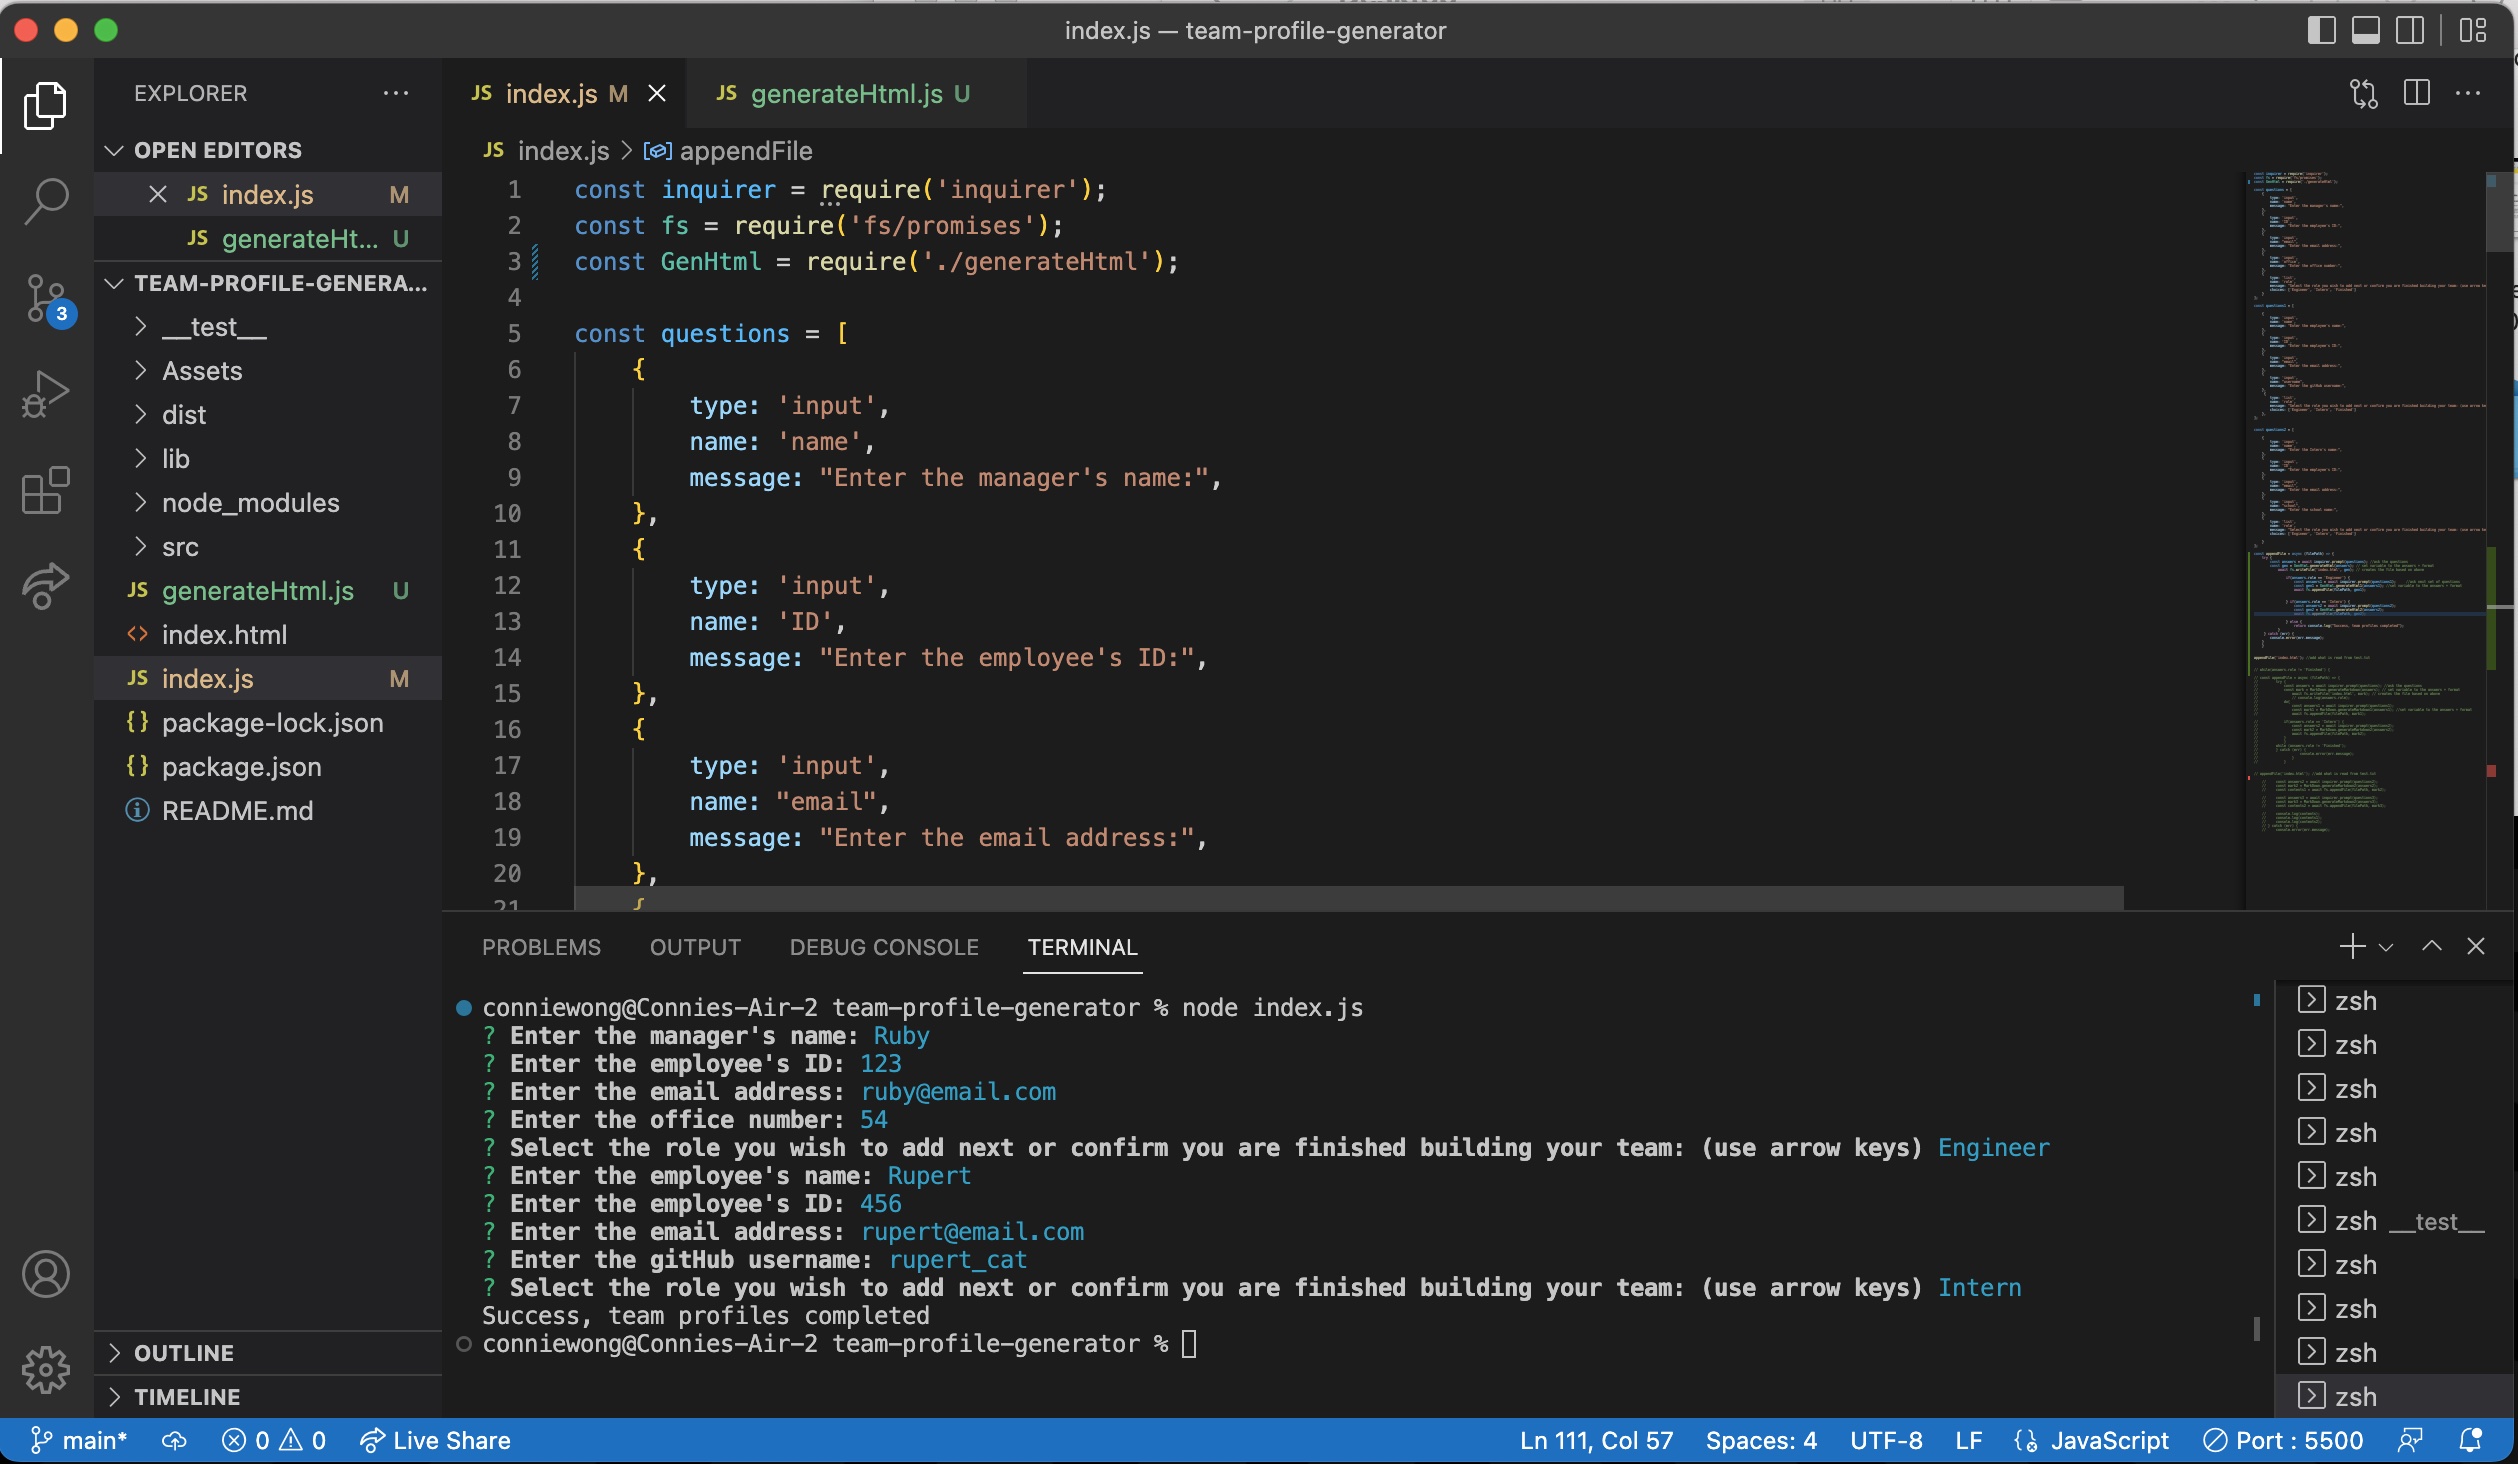 index.js — team-profile-generator
EXPLORER
OPEN EDITORS
JS index.js M
JS generateHt... U
TEAM-PROFILE-GENERA...
__test__
Assets
dist
lib
node_modules
src
JS generateHtml.js U
<> index.html
JS index.js M
{} package-lock.json
{} package.json
README.md
OUTLINE
TIMELINE
3
JS index.js M
JS generateHtml.js U
JS index.js > appendFile
1 const inquirer = require('inquirer');
2 const fs = require('fs/promises');
3 const GenHtml = require('./generateHtml');
4
5 const questions = [
6 {
7 type: 'input',
8 name: 'name',
9 message: "Enter the manager's name:",
10 },
11 {
12 type: 'input',
13 name: 'ID',
14 message: "Enter the employee's ID:",
15 },
16 {
17 type: 'input',
18 name: "email",
19 message: "Enter the email address:",
20 },
21 {
PROBLEMS OUTPUT DEBUG CONSOLE TERMINAL
conniewong@Connies-Air-2 team-profile-generator % node index.js
? Enter the manager's name: Ruby
? Enter the employee's ID: 123
? Enter the email address: ruby@email.com
? Enter the office number: 54
? Select the role you wish to add next or confirm you are finished building your team: (use arrow keys) Engineer
? Enter the employee's name: Rupert
? Enter the employee's ID: 456
? Enter the email address: rupert@email.com
? Enter the gitHub username: rupert_cat
? Select the role you wish to add next or confirm you are finished building your team: (use arrow keys) Intern
Success, team profiles completed
conniewong@Connies-Air-2 team-profile-generator %
zsh
zsh
zsh
zsh
zsh
zsh __test__
zsh
zsh
zsh
zsh
main* 0 0 Live Share Ln 111, Col 57 Spaces: 4 UTF-8 LF JavaScript Port : 5500